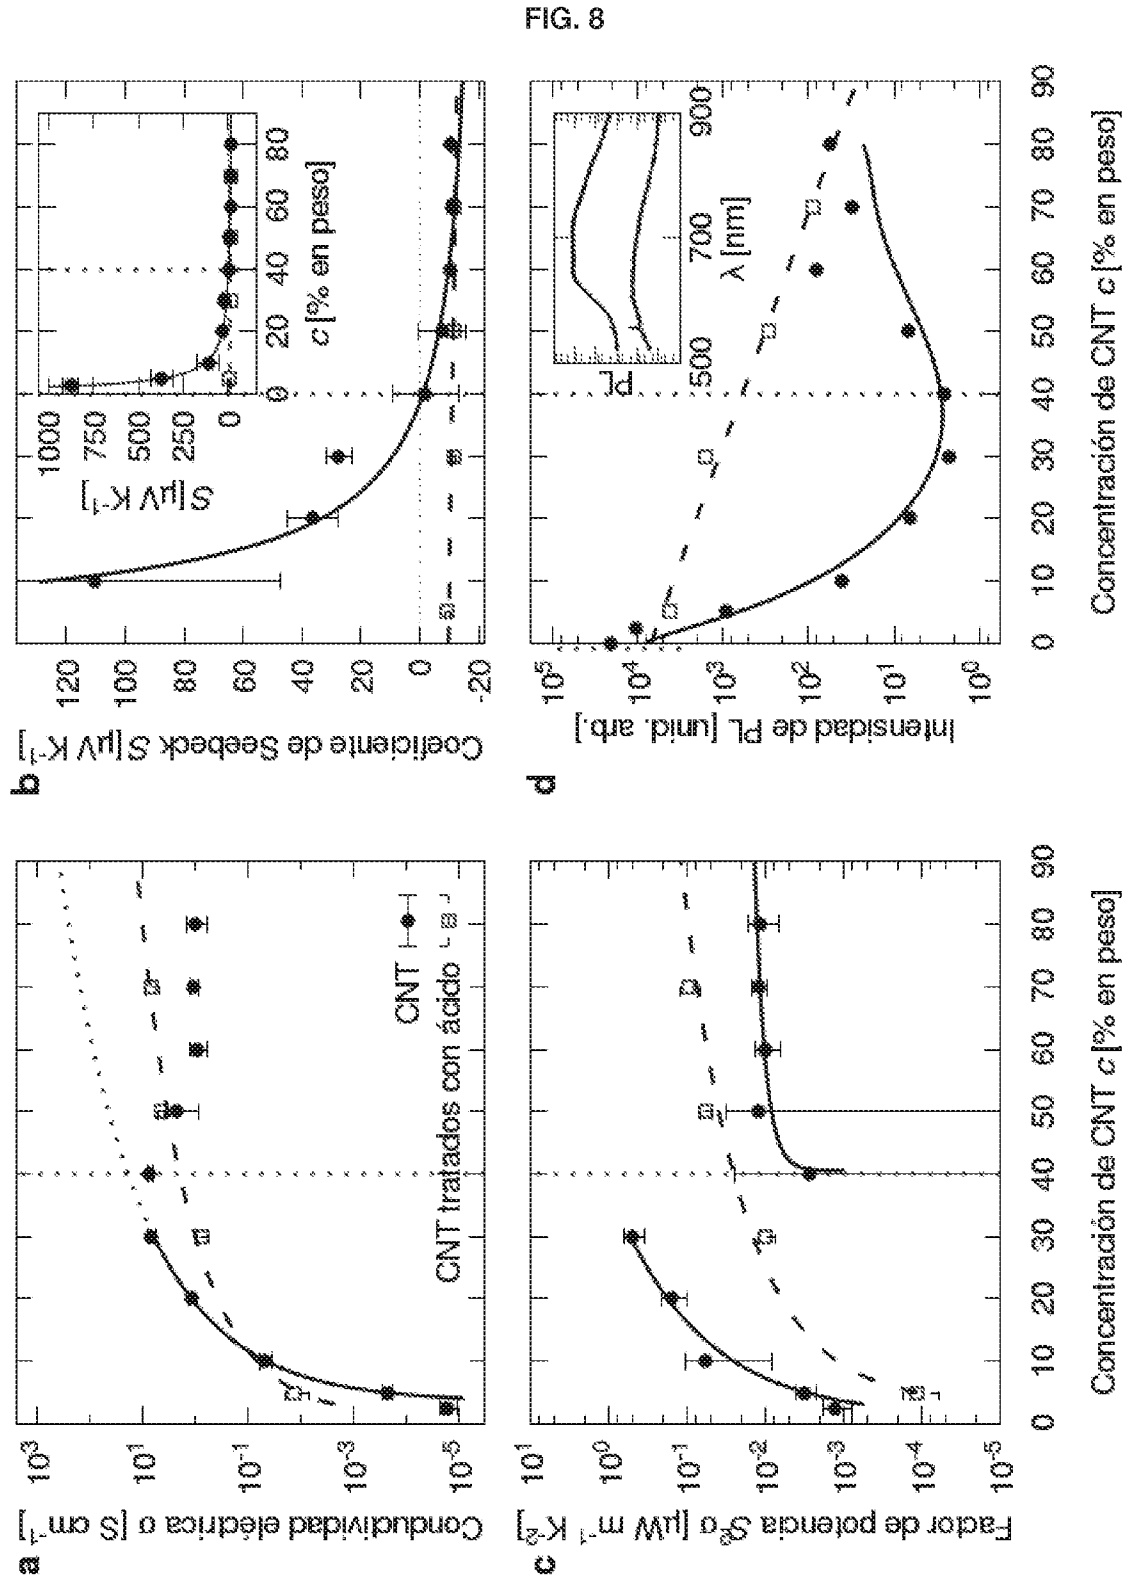 FIG. 8
a
Conductividad eléctrica σ [S cm⁻¹]
10³
10¹
10⁻¹
10⁻³
10⁻⁵
CNT
CNT tratados con ácido
b
Coeficiente de Seebeck S [µV K⁻¹]
120
100
80
60
40
20
0
-20
S [µV K⁻¹]
1000
750
500
250
0
0 20 40 60 80
c [% en peso]
c
Factor de potencia S²σ [µW m⁻¹ K⁻²]
10¹
10⁰
10⁻¹
10⁻²
10⁻³
10⁻⁴
10⁻⁵
0 10 20 30 40 50 60 70 80 90
Concentración de CNT c [% en peso]
d
Intensidad de PL [unid. arb.]
10⁵
10⁴
10³
10²
10¹
10⁰
PL
500 700 900
λ [nm]
0 10 20 30 40 50 60 70 80 90
Concentración de CNT c [% en peso]